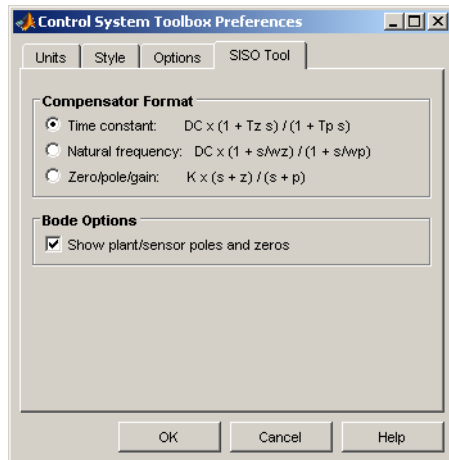 Control System Toolbox Preferences
Units Style Options SISO Tool
Compensator Format
Time constant: DC x (1 + Tz s) / (1 + Tp s)
Natural frequency: DC x (1 + s/wz) / (1 + s/wp)
Zero/pole/gain: K x (s + z) / (s + p)
Bode Options
Show plant/sensor poles and zeros
OK Cancel Help